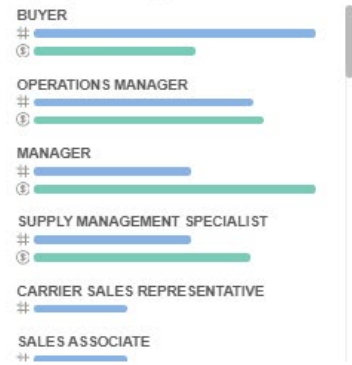 BUYER
#
$
OPERATIONS MANAGER
#
$
MANAGER
#
$
SUPPLY MANAGEMENT SPECIALIST
#
$
CARRIER SALES REPRESENTATIVE
#
SALES ASSOCIATE
#